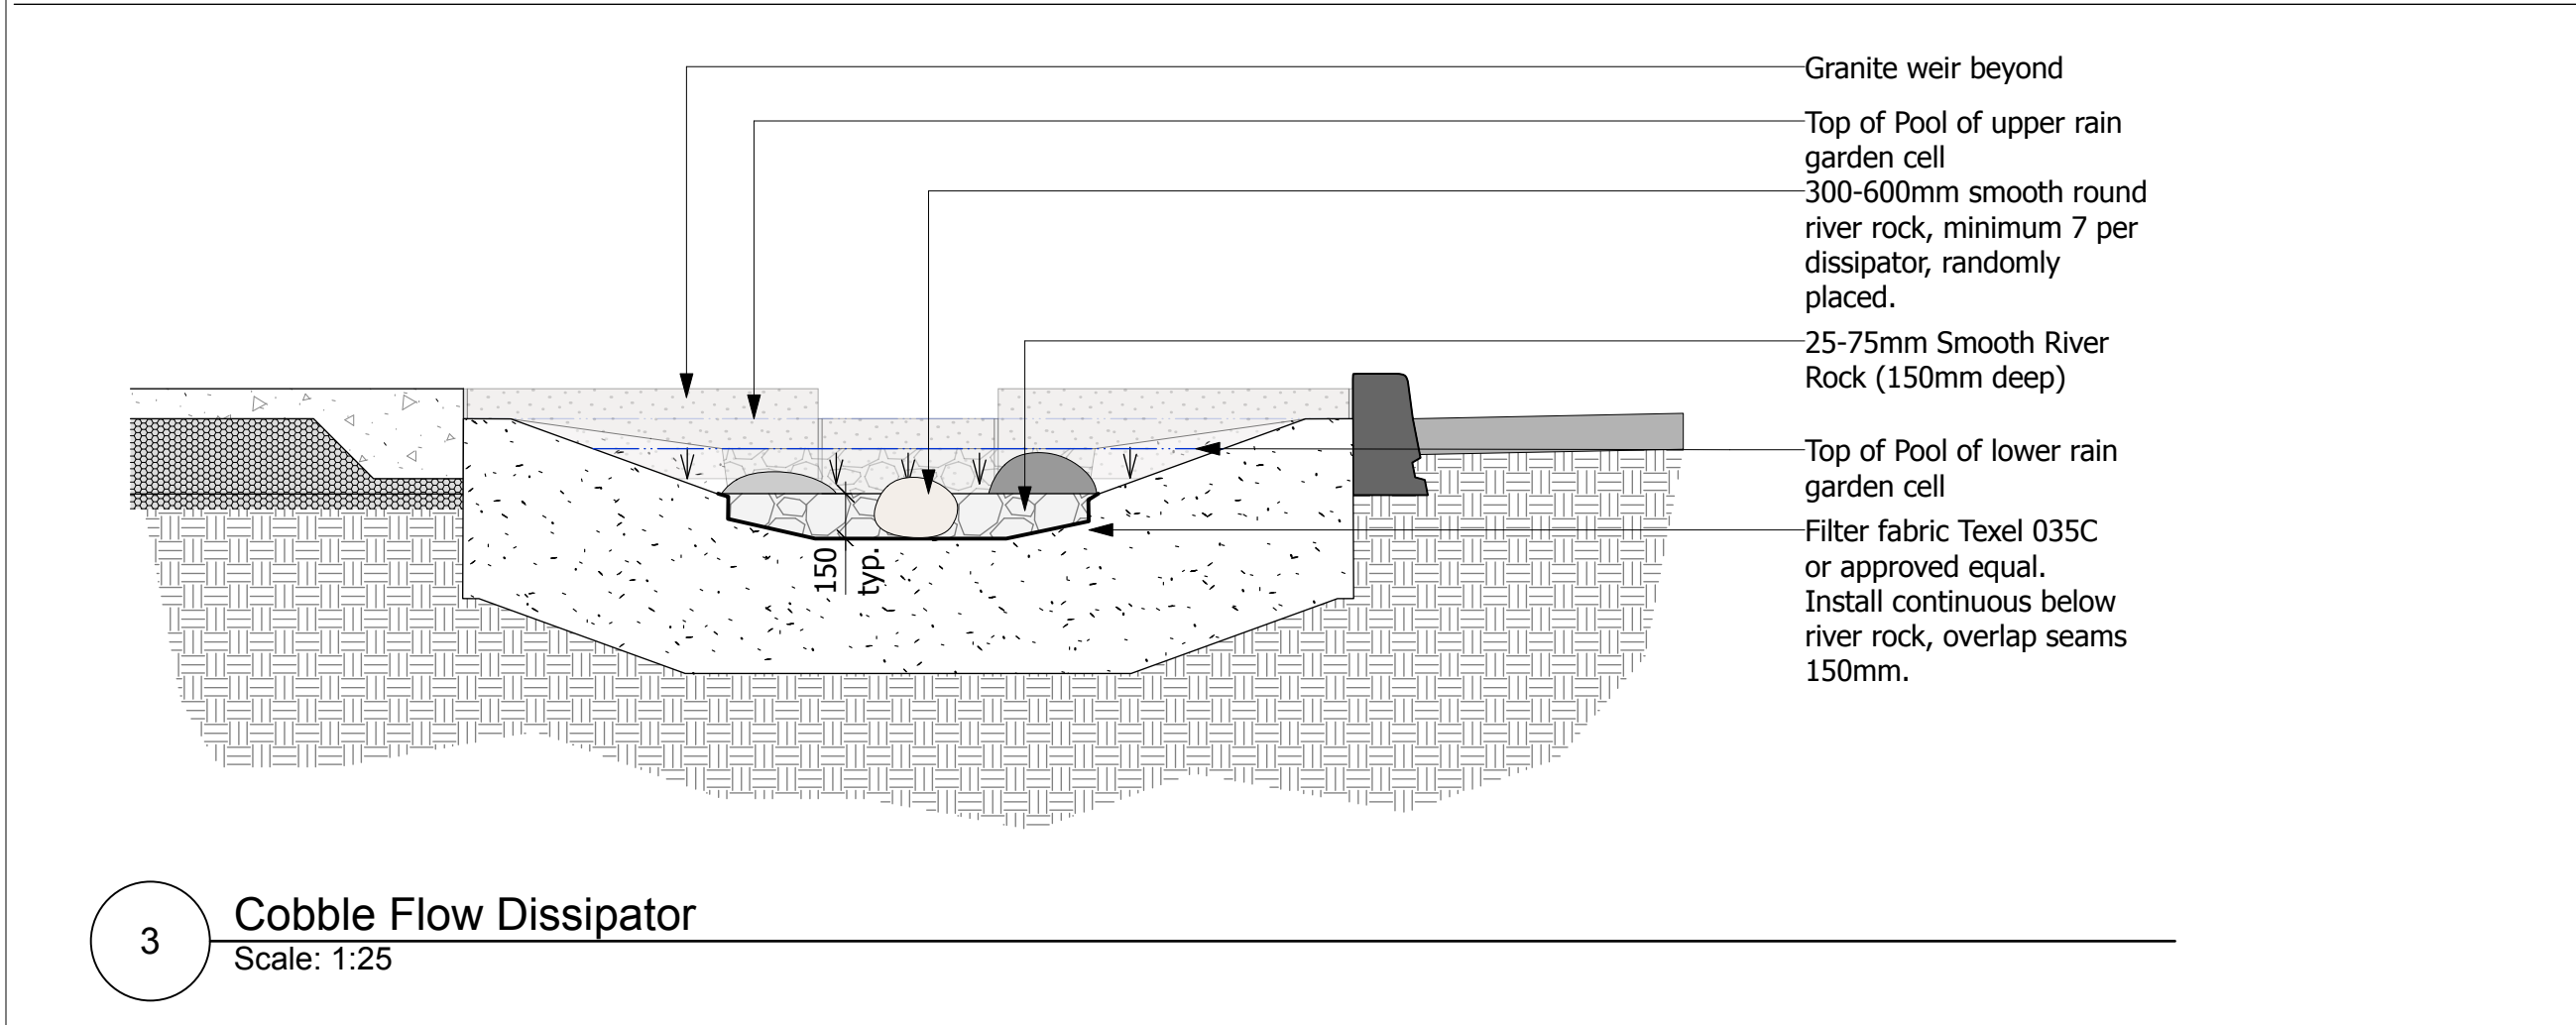 Granite weir beyond
Top of Pool of upper rain
garden cell
300-600mm smooth round
river rock, minimum 7 per
dissipator, randomly
placed.
25-75mm Smooth River
Rock (150mm deep)
Top of Pool of lower rain
garden cell
Filter fabric Texel 035C
or approved equal.
Install continuous below
river rock, overlap seams
150mm.
150
typ.
3
Cobble Flow Dissipator
Scale: 1:25